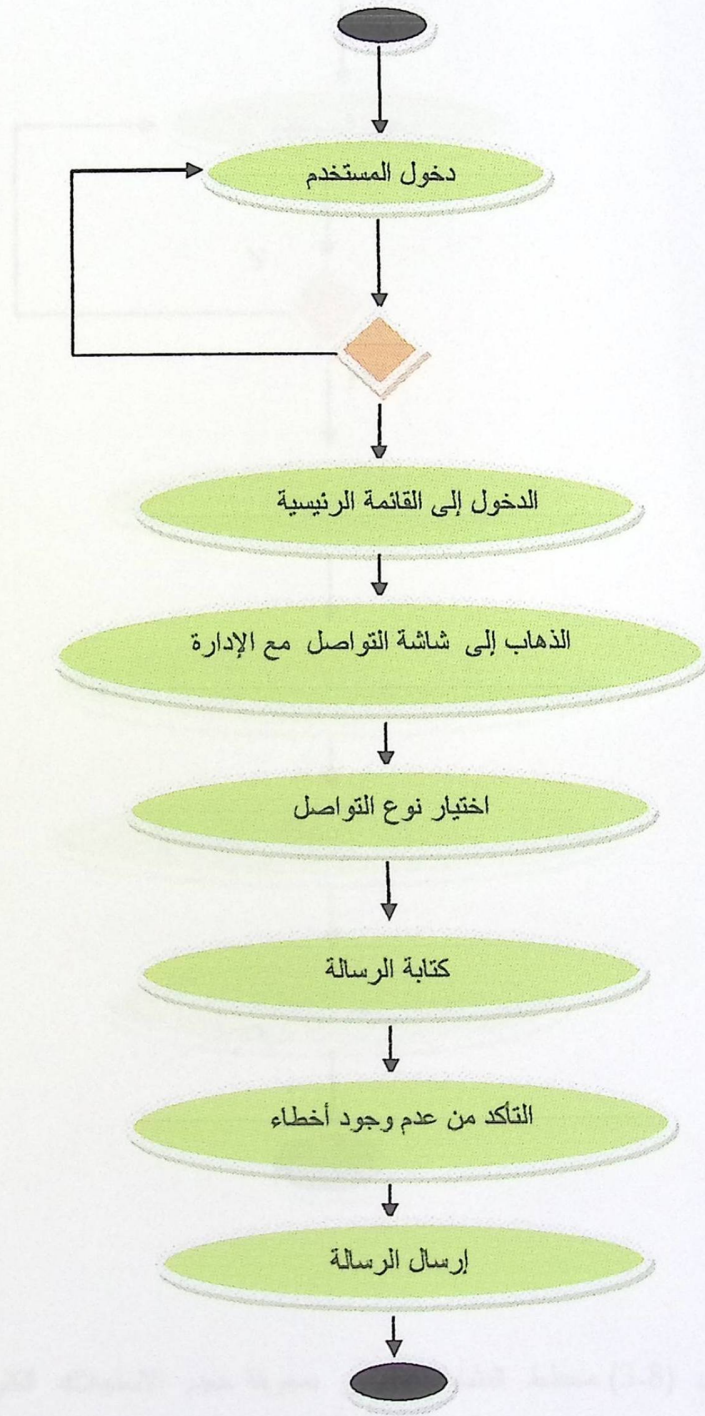 دخول المستخدم
الدخول إلى القائمة الرئيسية
الذهاب إلى شاشة التواصل مع الإدارة
اختيار نوع التواصل
كتابة الرسالة
التأكد من عدم وجود أخطاء
إرسال الرسالة